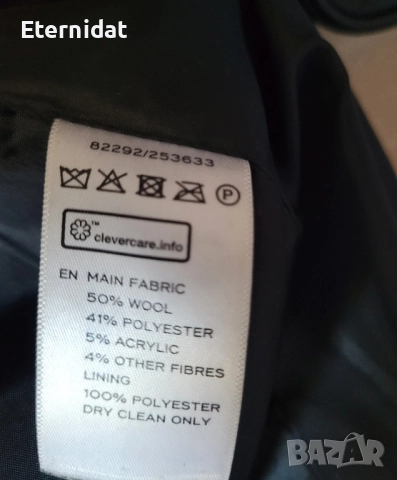 Eternidat
82292/253633
P
™
clevercare.info
EN MAIN FABRIC
50% WOOL
41% POLYESTER
5% ACRYLIC
4% OTHER FIBRES
LINING
100% POLYESTER
DRY CLEAN ONLY
BAZAR